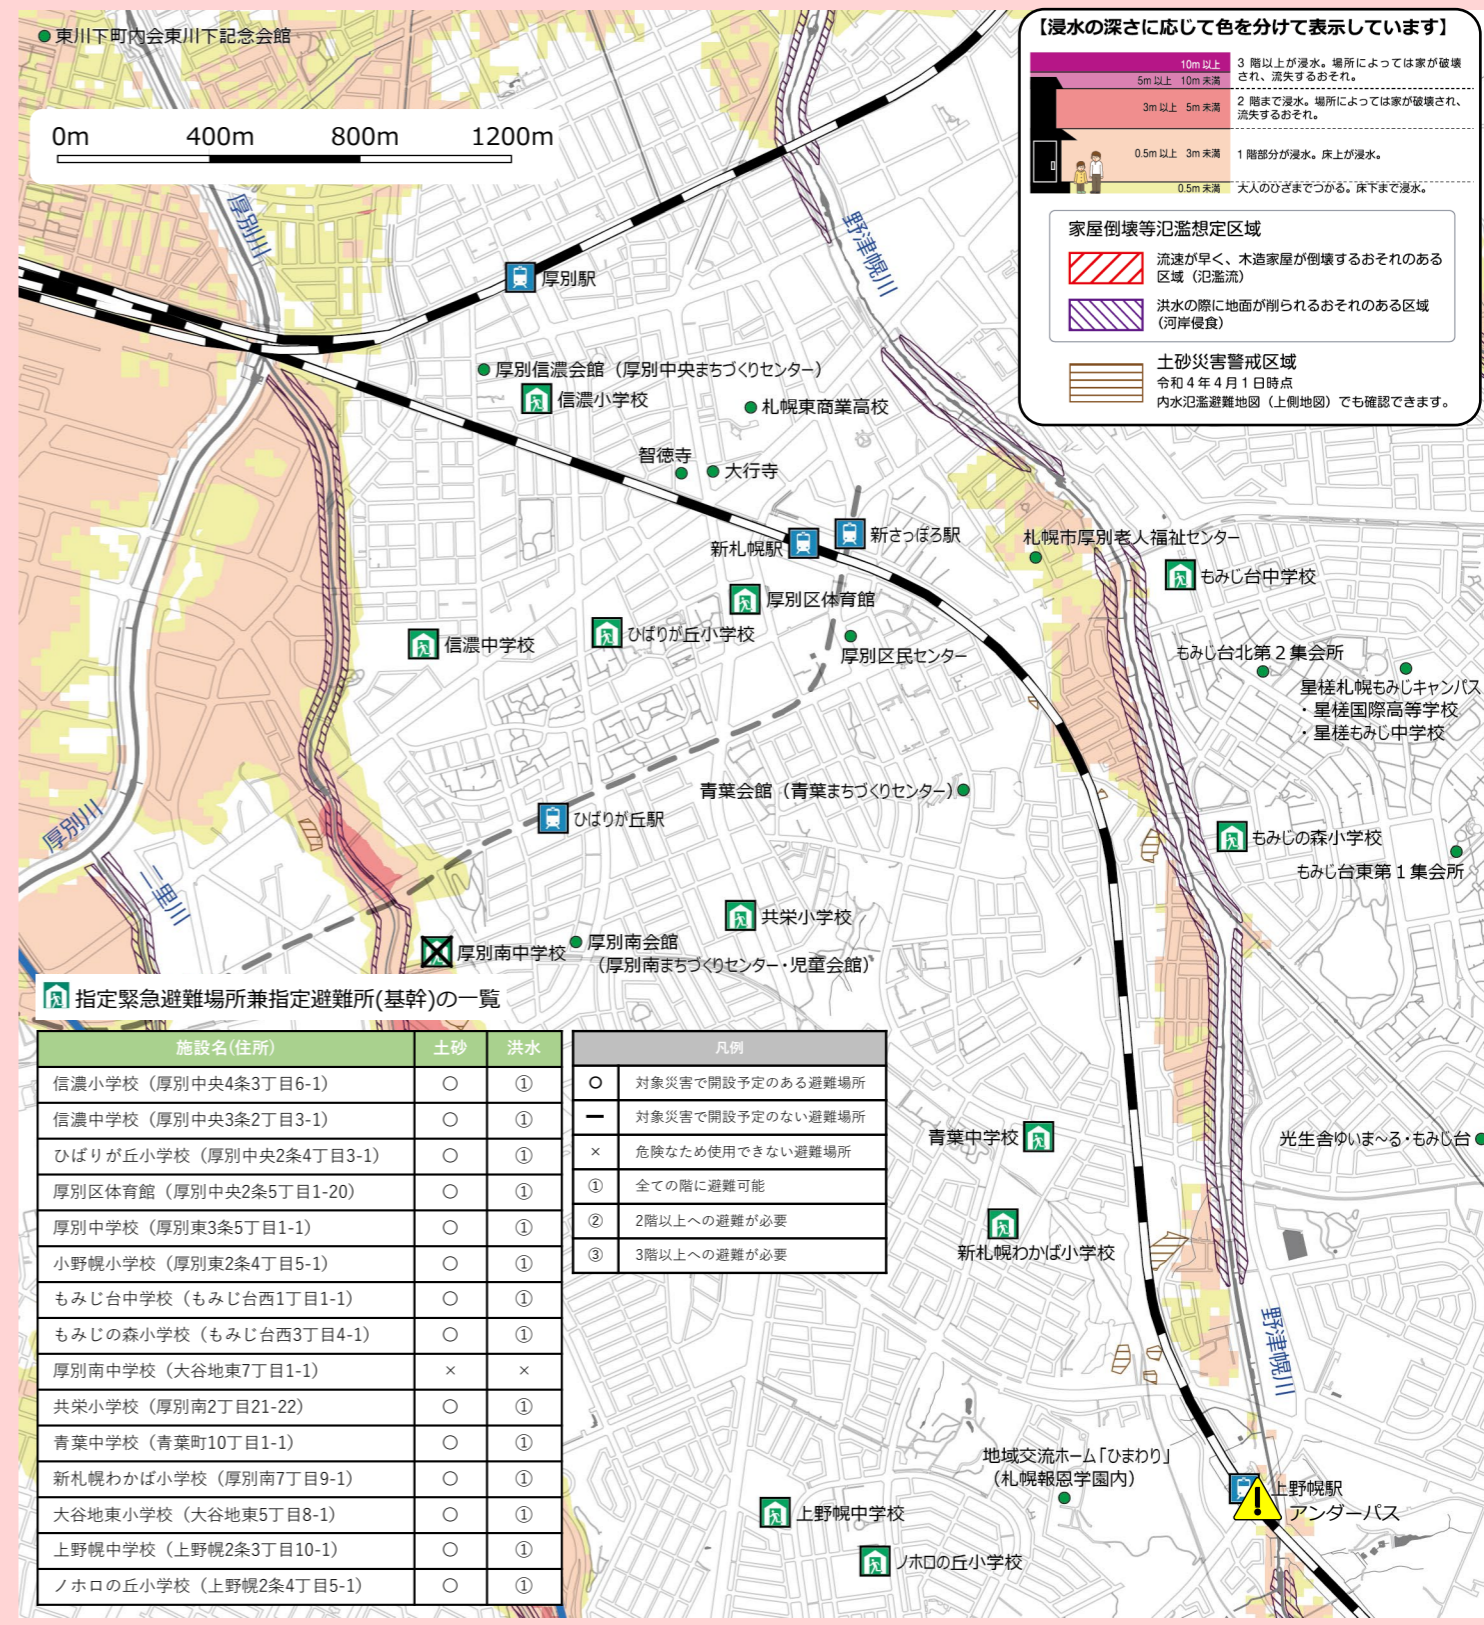 東川下町内会東川下記念会館
0m 400m 800m 1200m
【浸水の深さに応じて色を分けて表示しています】
10m 以上
3 階以上が浸水。場所によっては家が破壊
され、流失するおそれ。
5m 以上 10m 未満
3m 以上 5m 未満
2 階まで浸水。場所によっては家が破壊され、
流失するおそれ。
0.5m 以上 3m 未満
1 階部分が浸水。床上が浸水。
0.5m 未満
大人のひざまでつかる。床下まで浸水。
家屋倒壊等氾濫想定区域
流速が早く、木造家屋が倒壊するおそれのある
区域（氾濫流）
洪水の際に地面が削られるおそれのある区域
（河岸侵食）
土砂災害警戒区域
令和４年４月１日時点
内水氾濫避難地図（上側地図）でも確認できます。
厚別川
野津幌川
厚別駅
厚別信濃会館（厚別中央まちづくりセンター）
信濃小学校
札幌東商業高校
智徳寺
大行寺
新札幌駅
新さっぽろ駅
札幌市厚別老人福祉センター
もみじ台中学校
厚別区体育館
信濃中学校
ひばりが丘小学校
厚別区民センター
もみじ台北第２集会所
星槎札幌もみじキャンパス
・星槎国際高等学校
・星槎もみじ中学校
青葉会館（青葉まちづくりセンター）
ひばりが丘駅
厚別川
もみじの森小学校
もみじ台東第１集会所
二里川
共栄小学校
厚別南中学校
厚別南会館
（厚別南まちづくりセンター・児童会館）
指定緊急避難場所兼指定避難所(基幹)の一覧
施設名(住所) 土砂 洪水
信濃小学校（厚別中央4条3丁目6-1） ○ ①
信濃中学校（厚別中央3条2丁目3-1） ○ ①
ひばりが丘小学校（厚別中央2条4丁目3-1） ○ ①
厚別区体育館（厚別中央2条5丁目1-20） ○ ①
厚別中学校（厚別東3条5丁目1-1） ○ ①
小野幌小学校（厚別東2条4丁目5-1） ○ ①
もみじ台中学校（もみじ台西1丁目1-1） ○ ①
もみじの森小学校（もみじ台西3丁目4-1） ○ ①
厚別南中学校（大谷地東7丁目1-1） × ×
共栄小学校（厚別南2丁目21-22） ○ ①
青葉中学校（青葉町10丁目1-1） ○ ①
新札幌わかば小学校（厚別南7丁目9-1） ○ ①
大谷地東小学校（大谷地東5丁目8-1） ○ ①
上野幌中学校（上野幌2条3丁目10-1） ○ ①
ノホロの丘小学校（上野幌2条4丁目5-1） ○ ①
凡例
○ 対象災害で開設予定のある避難場所
ー 対象災害で開設予定のない避難場所
× 危険なため使用できない避難場所
① 全ての階に避難可能
② 2階以上への避難が必要
③ 3階以上への避難が必要
青葉中学校
光生舎ゆいま～る・もみじ台
新札幌わかば小学校
野津幌川
地域交流ホーム「ひまわり」
（札幌報恩学園内）
上野幌駅
アンダーパス
上野幌中学校
ノホロの丘小学校